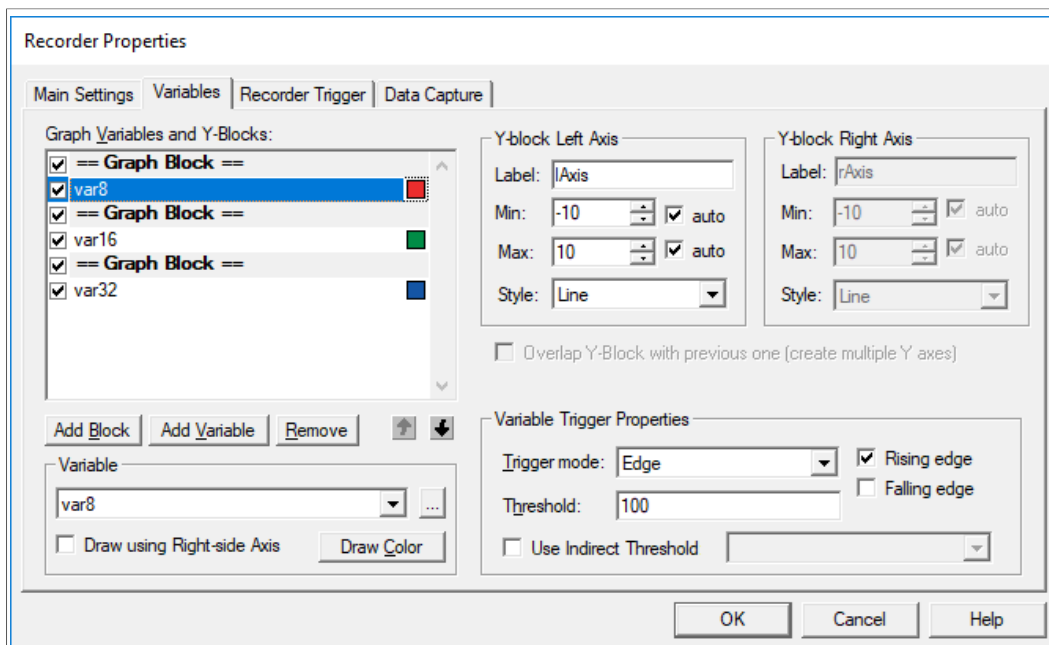 Recorder Properties
Main Settings Variables Recorder Trigger Data Capture
Graph Variables and Y-Blocks:
== Graph Block ==
var8
== Graph Block ==
var16
== Graph Block ==
var32
Add Block Add Variable Remove
Variable
var8 ...
Draw using Right-side Axis Draw Color
Y-block Left Axis
Label: lAxis
Min: -10 auto
Max: 10 auto
Style: Line
Y-block Right Axis
Label: rAxis
Min: -10 auto
Max: 10 auto
Style: Line
Overlap Y-Block with previous one (create multiple Y axes)
Variable Trigger Properties
Trigger mode: Edge Rising edge
Falling edge
Threshold: 100
Use Indirect Threshold
OK Cancel Help